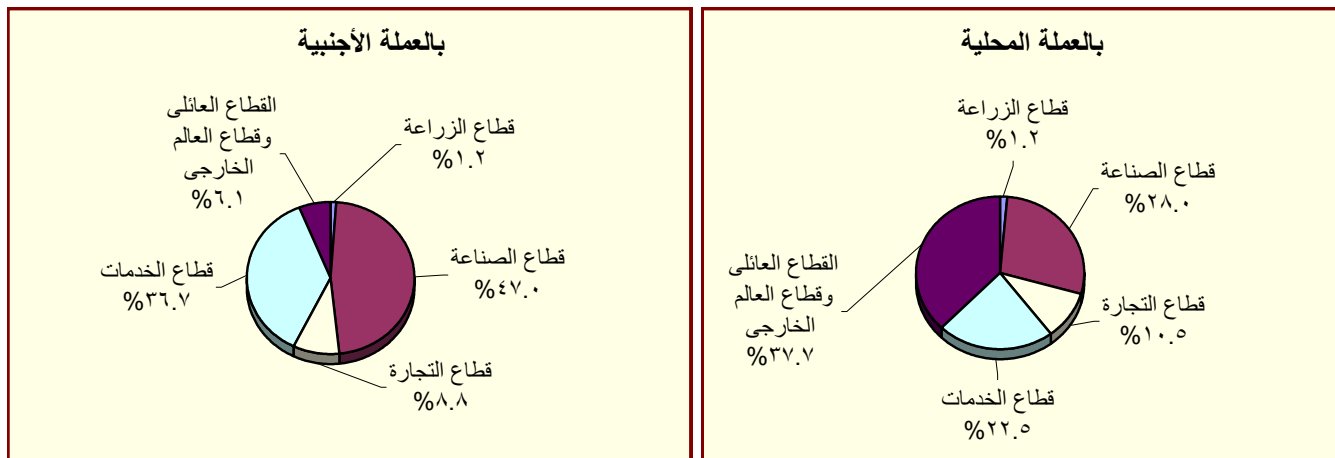 بالعملة المحلية
قطاع الزراعة
%١.٢
قطاع الصناعة
%٢٨.٠
قطاع التجارة
%١٠.٥
قطاع الخدمات
%٢٢.٥
القطاع العائلى
وقطاع العالم
الخارجى
%٣٧.٧
بالعملة الأجنبية
قطاع الزراعة
%١.٢
قطاع الصناعة
%٤٧.٠
قطاع التجارة
%٨.٨
قطاع الخدمات
%٣٦.٧
القطاع العائلى
وقطاع العالم
الخارجى
%٦.١